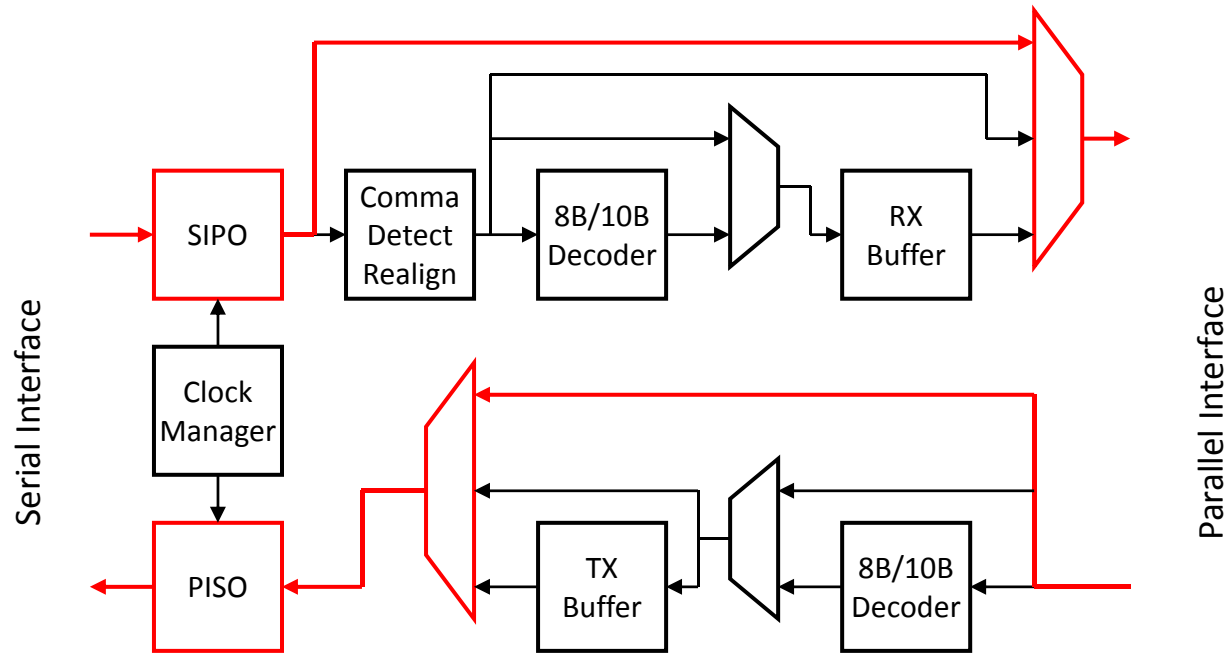 SIPO
Comma
Detect
Realign
8B/10B
Decoder
RX
Buffer
Serial Interface
Clock
Manager
Parallel Interface
PISO
TX
Buffer
8B/10B
Decoder